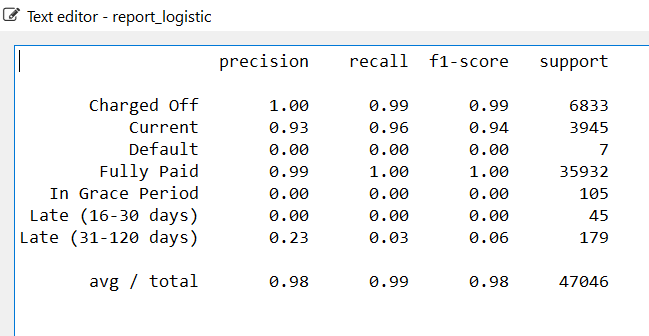 Text editor - report_logistic
precision recall f1-score support
Charged Off 1.00 0.99 0.99 6833
Current 0.93 0.96 0.94 3945
Default 0.00 0.00 0.00 7
Fully Paid 0.99 1.00 1.00 35932
In Grace Period 0.00 0.00 0.00 105
Late (16-30 days) 0.00 0.00 0.00 45
Late (31-120 days) 0.23 0.03 0.06 179
avg / total 0.98 0.99 0.98 47046